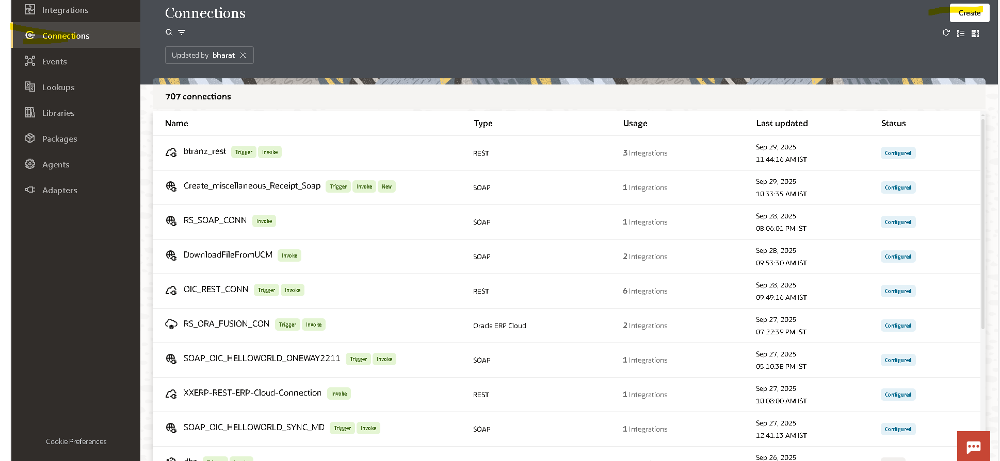 Integrations
Connections
Events
Lookups
Libraries
Packages
Agents
Adapters
Cookie Preferences
Connections
Create
Updated by bharat
707 connections
Name Type Usage Last updated Status
btranz_rest Trigger Invoke REST 3 Integrations Sep 29, 2025 11:44:16 AM IST Configured
Create_miscellaneous_Receipt_Soap Trigger Invoke New SOAP 1 Integrations Sep 29, 2025 10:33:35 AM IST Configured
RS_SOAP_CONN Invoke SOAP 1 Integrations Sep 28, 2025 08:06:01 PM IST Configured
DownloadFileFromUCM Invoke SOAP 2 Integrations Sep 28, 2025 09:53:30 AM IST Configured
OIC_REST_CONN Trigger Invoke REST 6 Integrations Sep 28, 2025 09:49:16 AM IST Configured
RS_ORA_FUSION_CON Trigger Invoke Oracle ERP Cloud 2 Integrations Sep 27, 2025 07:22:39 PM IST Configured
SOAP_OIC_HELLOWORLD_ONEWAY2211 Trigger Invoke SOAP 1 Integrations Sep 27, 2025 05:10:38 PM IST Configured
XXERP-REST-ERP-Cloud-Connection Invoke REST 1 Integrations Sep 27, 2025 10:08:00 AM IST Configured
SOAP_OIC_HELLOWORLD_SYNC_MD Trigger Invoke SOAP 1 Integrations Sep 27, 2025 12:41:13 AM IST Configured
Sep 26, 2025